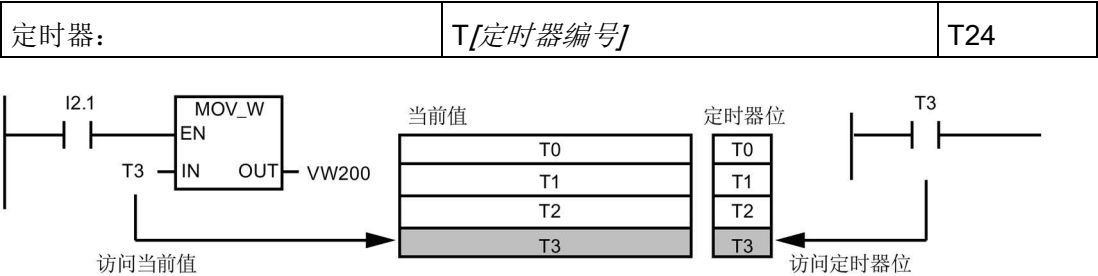 定时器： T[定时器编号] T24
I2.1
MOV_W
EN
T3 IN OUT VW200
访问当前值
当前值
T0
T1
T2
T3
定时器位
T0
T1
T2
T3
T3
访问定时器位